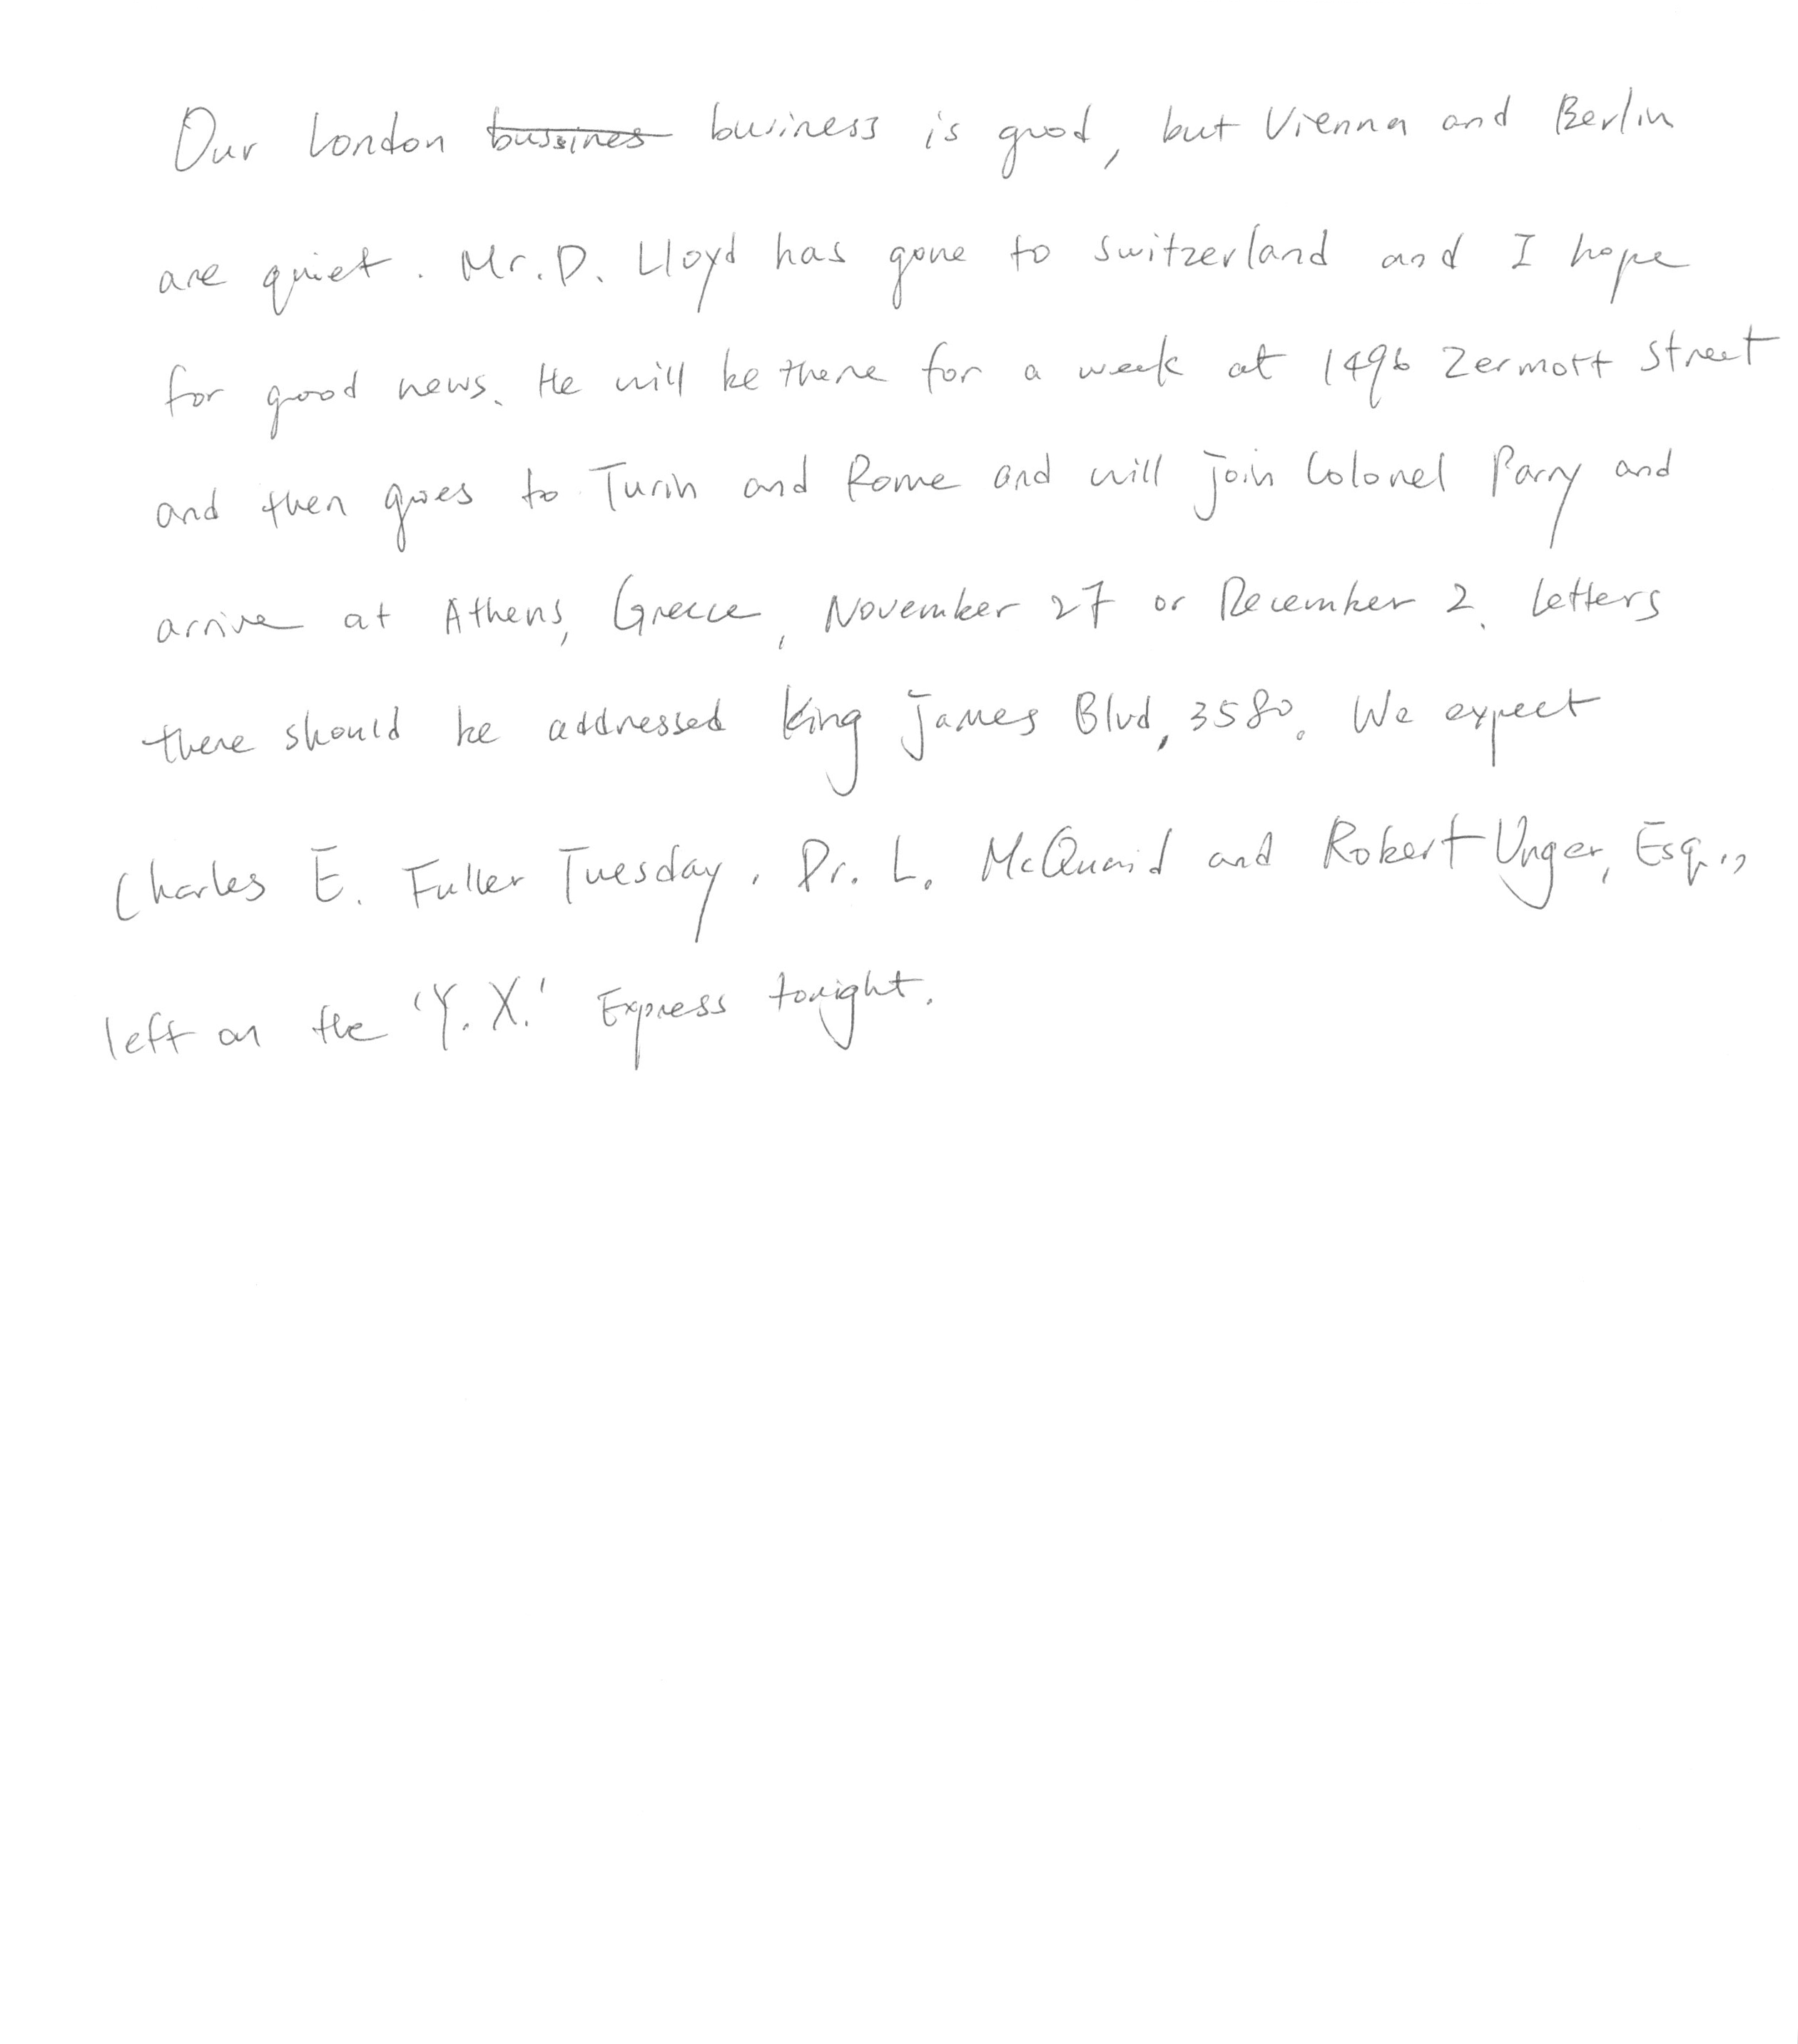 Our London bussines business is good, but Vienna and Berlin
are quiet. Mr. D. Lloyd has gone to Switzerland and I hope
for good news. He will be there for a week at 1496 Zermott Street
and then goes to Turin and Rome and will join Colonel Parry and
arrive at Athens, Greece, November 27 or December 2. Letters
there should be addressed King James Blvd, 3580. We expect
Charles E. Fuller Tuesday. Dr. L. McQuaid and Robert Unger, Esq.,
left on the 'Y. X.' Express tonight.